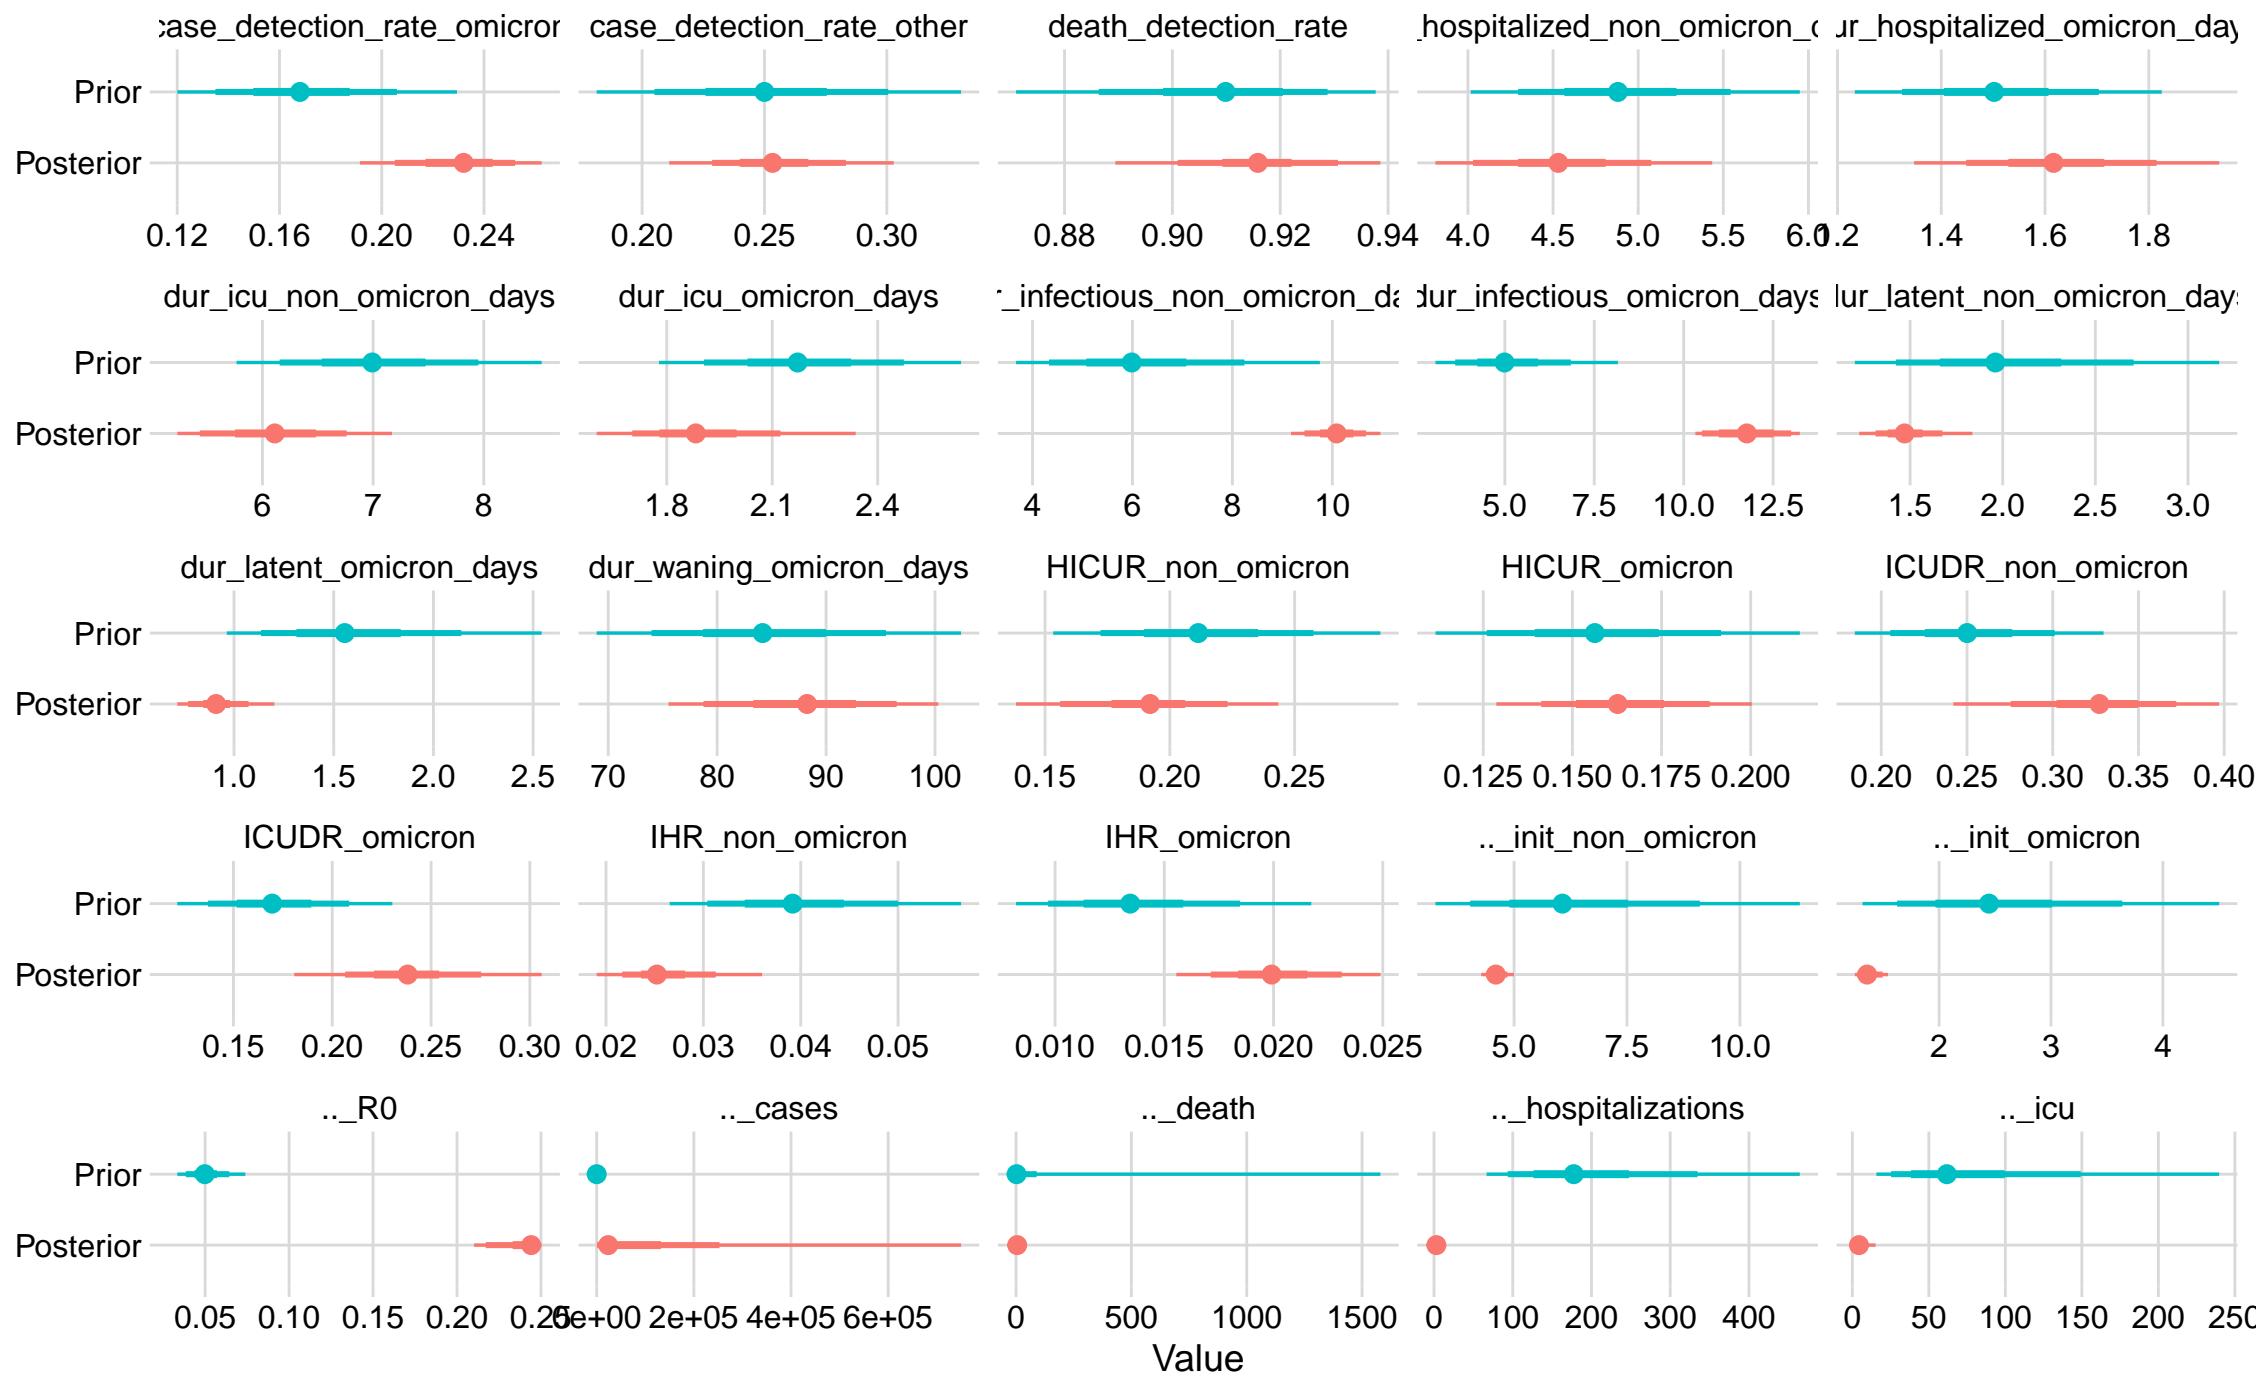 case_detection_rate_omicron case_detection_rate_other death_detection_rate _hospitalized_non_omicron_d ur_hospitalized_omicron_day
Prior
Posterior
0.12 0.16 0.20 0.24 0.20 0.25 0.30 0.88 0.90 0.92 0.94 4.0 4.5 5.0 5.5 6.0 1.2 1.4 1.6 1.8
dur_icu_non_omicron_days dur_icu_omicron_days r_infectious_non_omicron_da dur_infectious_omicron_days dur_latent_non_omicron_days
Prior
Posterior
6 7 8 1.8 2.1 2.4 4 6 8 10 5.0 7.5 10.0 12.5 1.5 2.0 2.5 3.0
dur_latent_omicron_days dur_waning_omicron_days HICUR_non_omicron HICUR_omicron ICUDR_non_omicron
Prior
Posterior
1.0 1.5 2.0 2.5 70 80 90 100 0.15 0.20 0.25 0.125 0.150 0.175 0.200 0.20 0.25 0.30 0.35 0.40
ICUDR_omicron IHR_non_omicron IHR_omicron .._init_non_omicron .._init_omicron
Prior
Posterior
0.15 0.20 0.25 0.30 0.02 0.03 0.04 0.05 0.010 0.015 0.020 0.025 5.0 7.5 10.0 2 3 4
.._R0 .._cases .._death .._hospitalizations .._icu
Prior
Posterior
0.05 0.10 0.15 0.20 0.25 0e+00 2e+05 4e+05 6e+05 0 500 1000 1500 0 100 200 300 400 0 50 100 150 200 250
Value